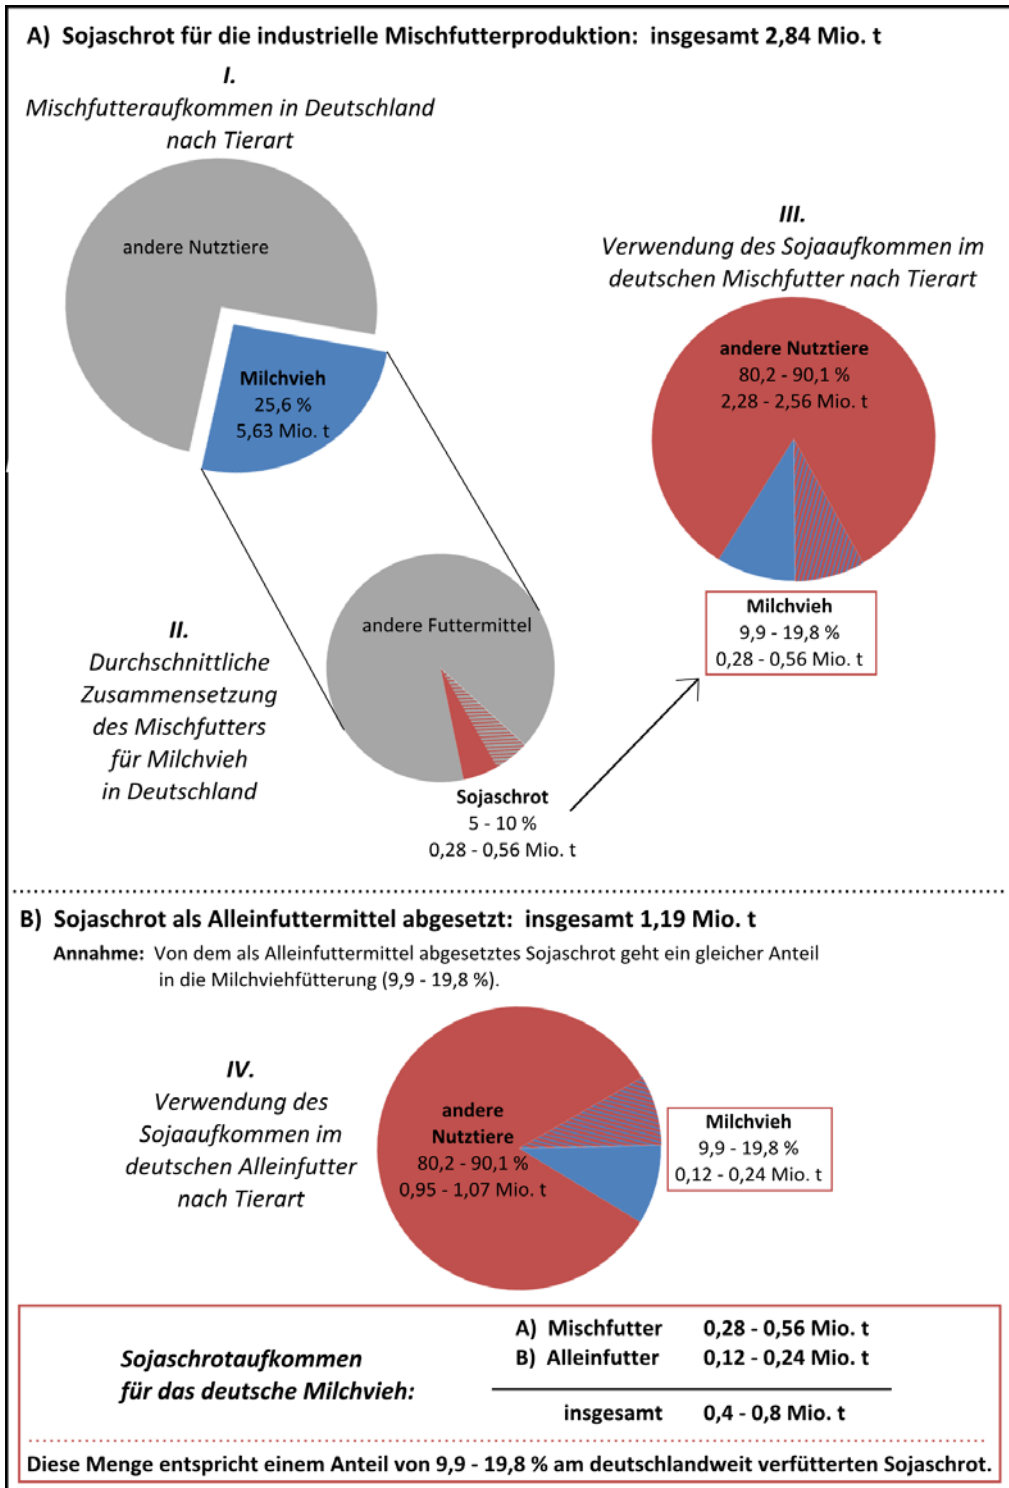 A) Sojaschrot für die industrielle Mischfutterproduktion: insgesamt 2,84 Mio. t
I.
Mischfutteraufkommen in Deutschland
nach Tierart
andere Nutztiere
Milchvieh
25,6 %
5,63 Mio. t
III.
Verwendung des Sojaaufkommen im
deutschen Mischfutter nach Tierart
andere Nutztiere
80,2 - 90,1 %
2,28 - 2,56 Mio. t
Milchvieh
9,9 - 19,8 %
0,28 - 0,56 Mio. t
II.
Durchschnittliche
Zusammensetzung
des Mischfutters
für Milchvieh
in Deutschland
andere Futtermittel
Sojaschrot
5 - 10 %
0,28 - 0,56 Mio. t
B) Sojaschrot als Alleinfuttermittel abgesetzt: insgesamt 1,19 Mio. t
Annahme: Von dem als Alleinfuttermittel abgesetztes Sojaschrot geht ein gleicher Anteil
in die Milchviehfütterung (9,9 - 19,8 %).
IV.
Verwendung des
Sojaaufkommen im
deutschen Alleinfutter
nach Tierart
andere
Nutztiere
80,2 - 90,1 %
0,95 - 1,07 Mio. t
Milchvieh
9,9 - 19,8 %
0,12 - 0,24 Mio. t
Sojaschrotaufkommen
für das deutsche Milchvieh:
A) Mischfutter 0,28 - 0,56 Mio. t
B) Alleinfutter 0,12 - 0,24 Mio. t
insgesamt 0,4 - 0,8 Mio. t
Diese Menge entspricht einem Anteil von 9,9 - 19,8 % am deutschlandweit verfütterten Sojaschrot.